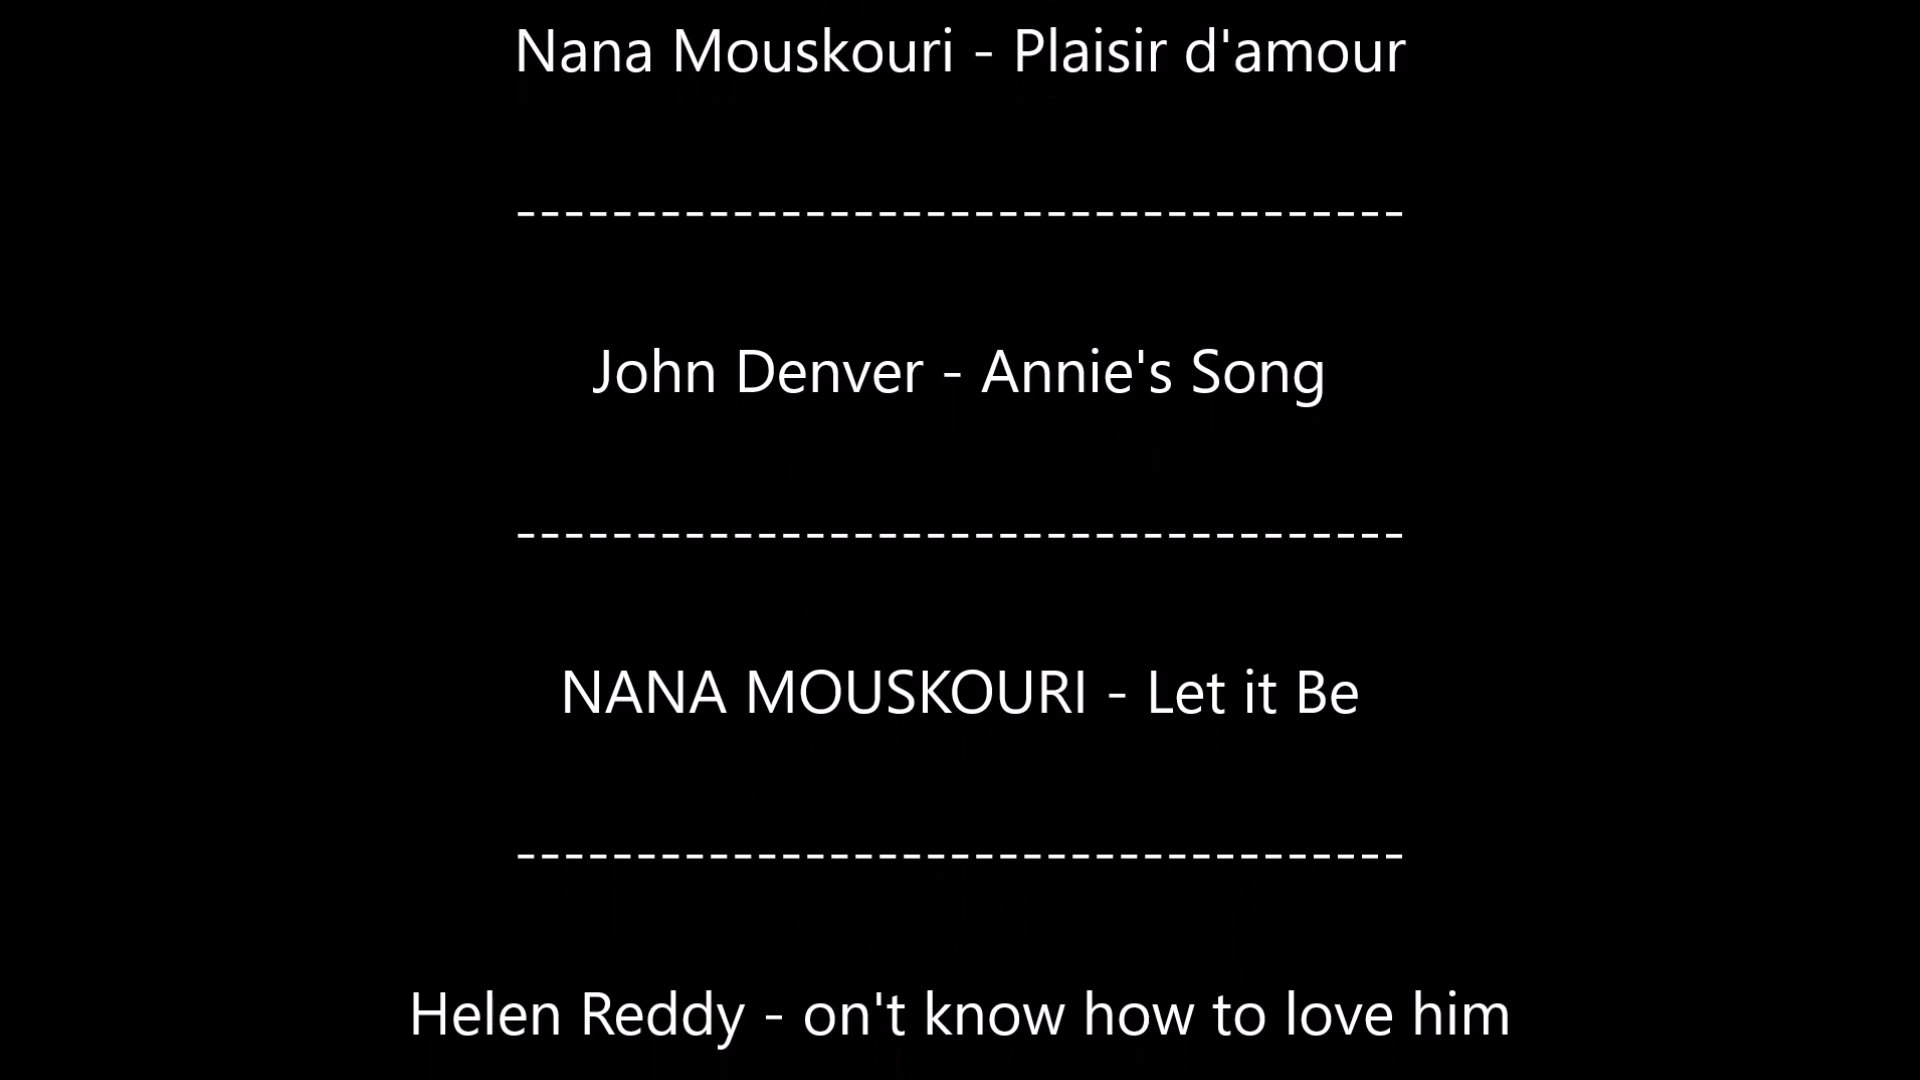 Nana Mouskouri - Plaisir d'amour
-------------------------------------
John Denver - Annie's Song
-------------------------------------
NANA MOUSKOURI - Let it Be
-------------------------------------
Helen Reddy - on't know how to love him